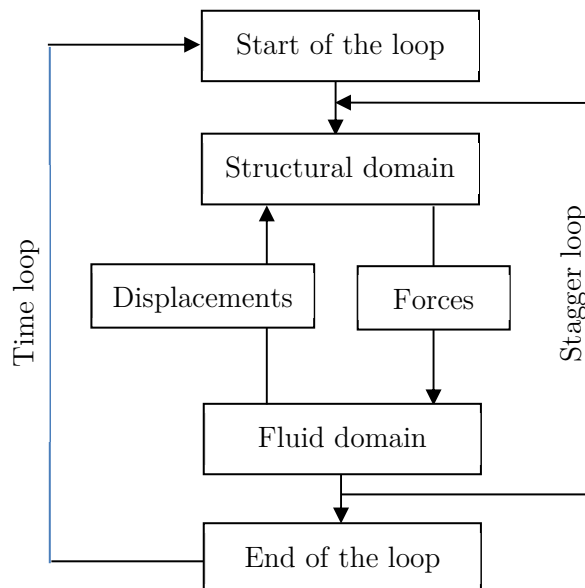 Start of the loop
Structural domain
Displacements
Forces
Time loop
Stagger loop
Fluid domain
End of the loop